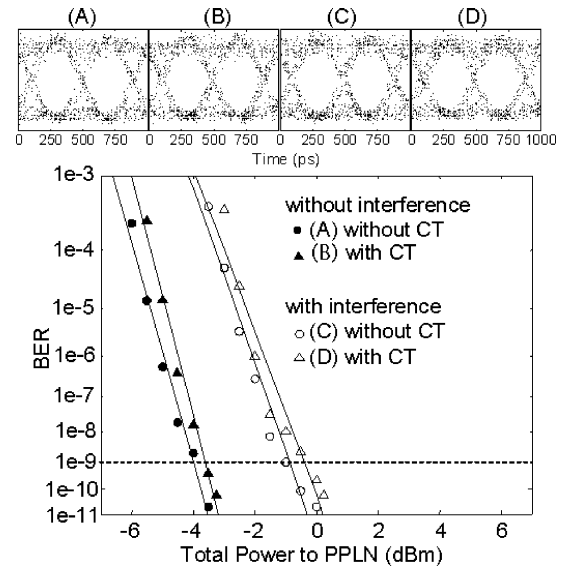 (A) (B) (C) (D)
0 250 500 750 0 250 500 750 0 250 500 750 0 250 500 750 1000
Time (ps)
1e-3
1e-4
1e-5
1e-6
1e-7
1e-8
1e-9
1e-10
1e-11
BER
without interference
(A) without CT
(B) with CT
with interference
(C) without CT
(D) with CT
-6 -4 -2 0 2 4 6
Total Power to PPLN (dBm)